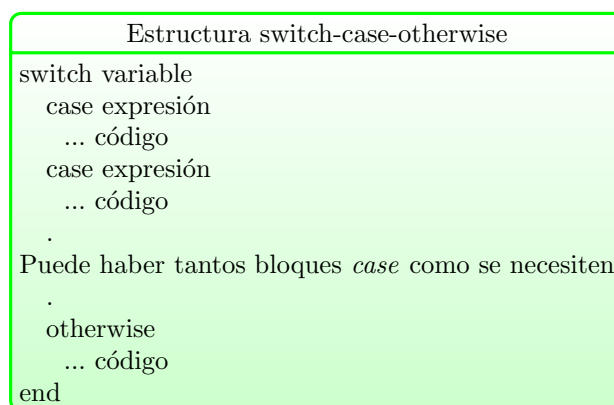 Estructura switch-case-otherwise
switch variable
case expresión
... código
case expresión
... código
.
Puede haber tantos bloques case como se necesiten
.
otherwise
... código
end